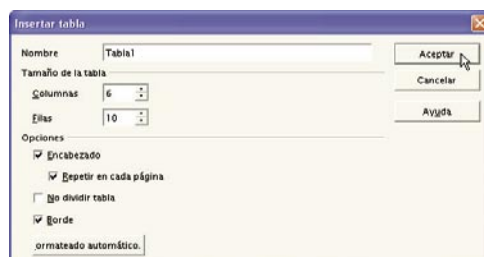 Insertar tabla
Nombre Tabla1
Aceptar
Tamaño de la tabla
Cancelar
Columnas 6
Ayuda
Filas 10
Opciones
Encabezado
Repetir en cada página
No dividir tabla
Borde
ormateado automático.